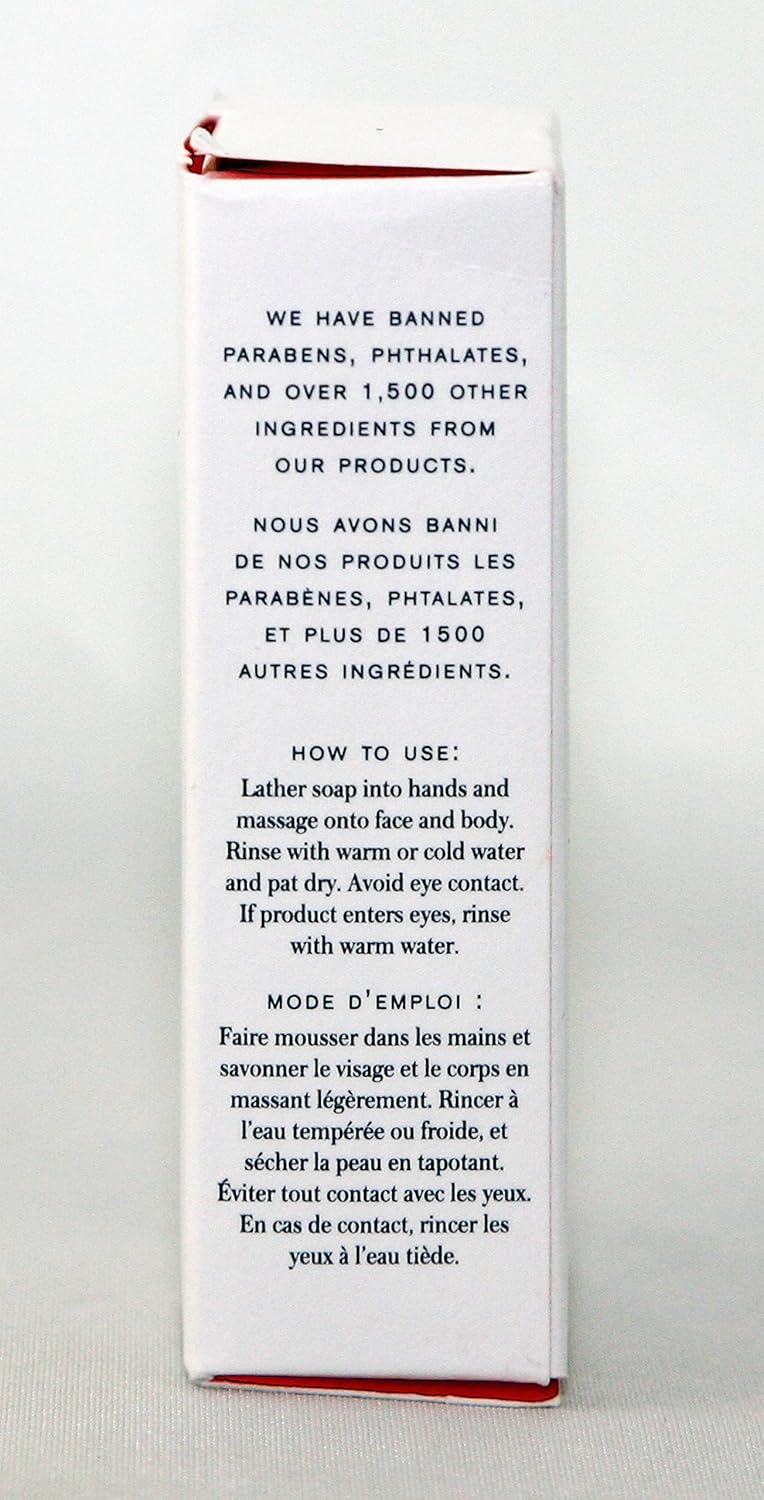 WE HAVE BANNED
PARABENS, PHTHALATES,
AND OVER 1,500 OTHER
INGREDIENTS FROM
OUR PRODUCTS.
NOUS AVONS BANNI
DE NOS PRODUITS LES
PARABÈNES, PHTALATES,
ET PLUS DE 1500
AUTRES INGRÉDIENTS.
HOW TO USE:
Lather soap into hands and
massage onto face and body.
Rinse with warm or cold water
and pat dry. Avoid eye contact.
If product enters eyes, rinse
with warm water.
MODE D'EMPLOI :
Faire mousser dans les mains et
savonner le visage et le corps en
massant légèrement. Rincer à
l'eau tempérée ou froide, et
sécher la peau en tapotant.
Éviter tout contact avec les yeux.
En cas de contact, rincer les
yeux à l'eau tiède.